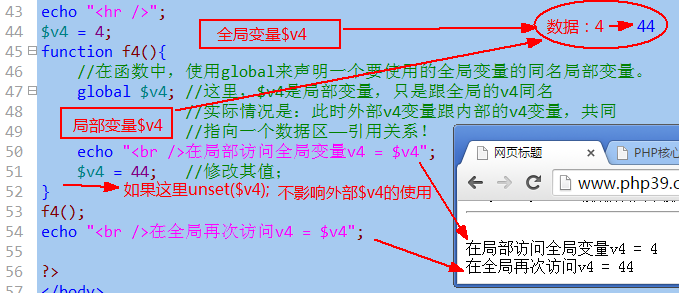 43 echo "<hr />";
44 $v4 = 4;
全局变量$v4
数据：4 44
45 function f4(){
46 //在函数中，使用global来声明一个要使用的全局变量的同名局部变量。
47 global $v4; //这里，$v4是局部变量，只是跟全局的v4同名
48 //实际情况是：此时外部v4变量跟内部的v4变量，共同
局部变量$v4
49 //指向一个数据区—引用关系！
50 echo "<br />在局部访问全局变量v4 = $v4";
51 $v4 = 44; //修改其值；
52 }
如果这里unset($v4); 不影响外部$v4的使用
53 f4();
54 echo "<br />在全局再次访问v4 = $v4";
55
56 ?>
57 </body>
网页标题
PHP核心
www.php39.c
在局部访问全局变量v4 = 4
在全局再次访问v4 = 44